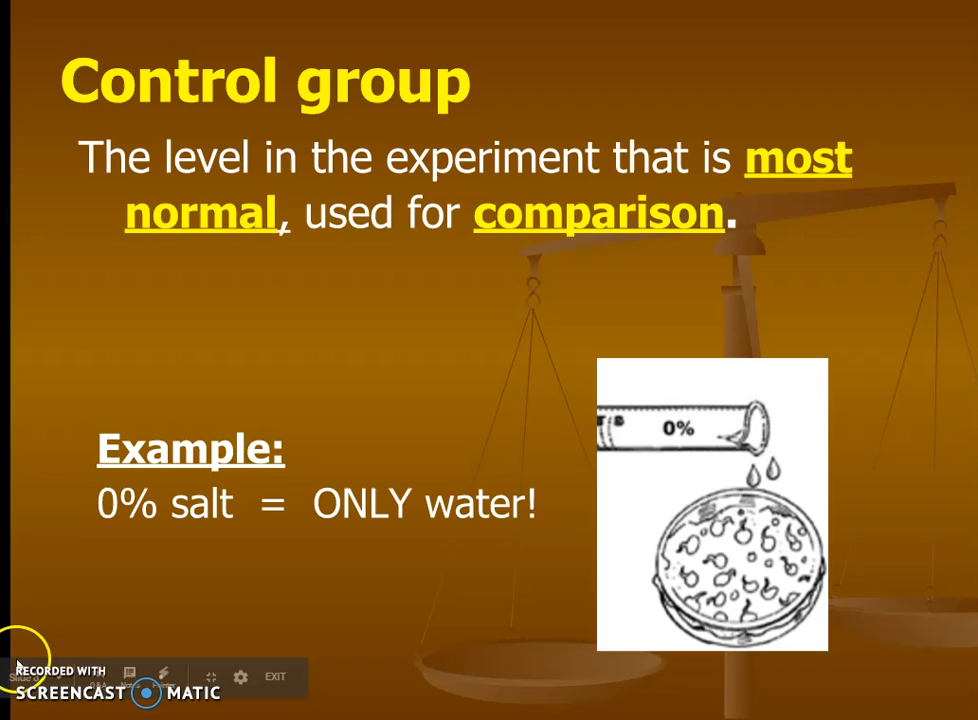 Control group
The level in the experiment that is most
normal, used for comparison.
0%
Example:
0% salt = ONLY water!
RECORDED WITH
SCREENCAST MATIC
EXIT